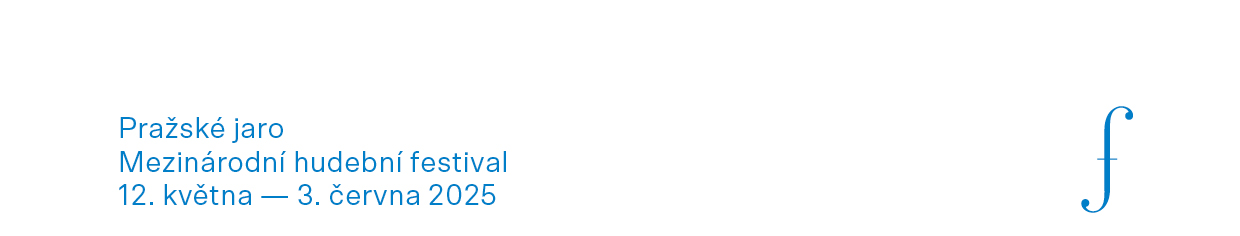 Pražské jaro
Mezinárodní hudební festival
12. května — 3. června 2025
f